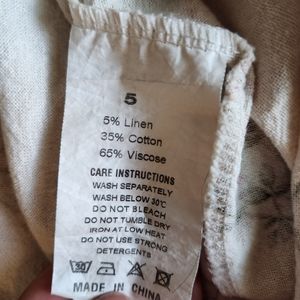 5
5% Linen
35% Cotton
65% Viscose
CARE INSTRUCTIONS
WASH SEPARATELY
WASH BELOW 30°C
DO NOT BLEACH
DO NOT TUMBLE DRY
IRON AT LOW HEAT
DO NOT USE STRONG
DETERGENTS
MADE IN CHINA